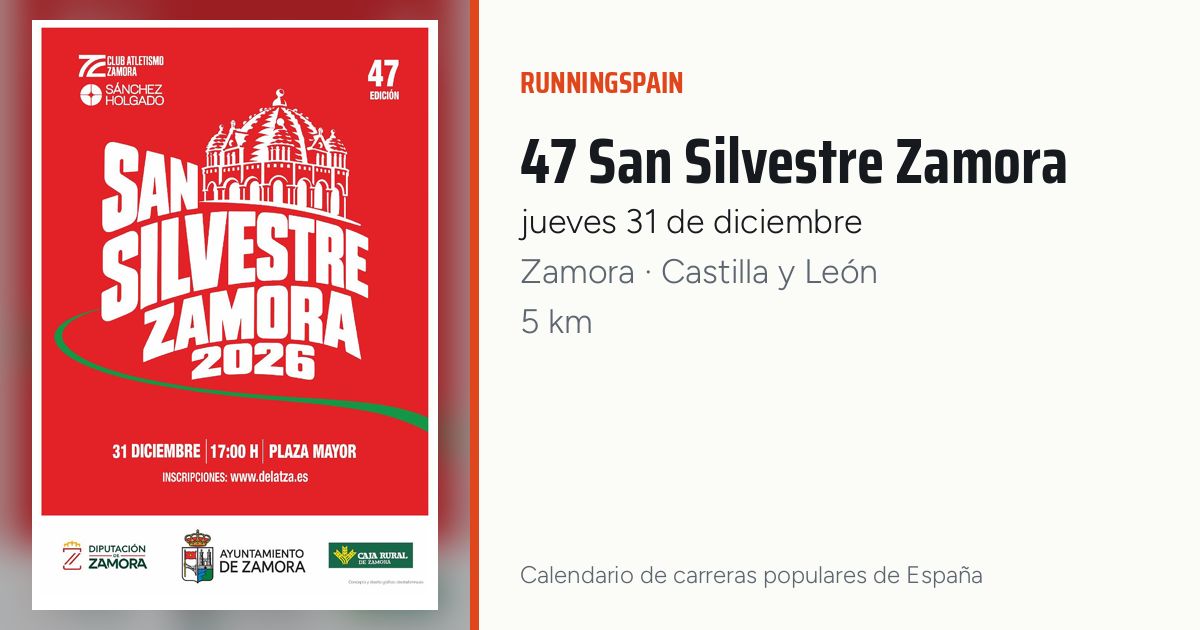 CLUB ATLETISMO
ZAMORA
SÁNCHEZ
HOLGADO
47
EDICIÓN
SAN
SILVESTRE
ZAMORA
2026
31 DICIEMBRE | 17:00 H | PLAZA MAYOR
INSCRIPCIONES: www.delatza.es
DIPUTACIÓN
DE
ZAMORA
AYUNTAMIENTO
DE ZAMORA
CAJA RURAL
DE ZAMORA
RUNNINGSPAIN
47 San Silvestre Zamora
jueves 31 de diciembre
Zamora · Castilla y León
5 km
Calendario de carreras populares de España